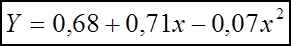 Y = 0,68 + 0,71x − 0,07x²